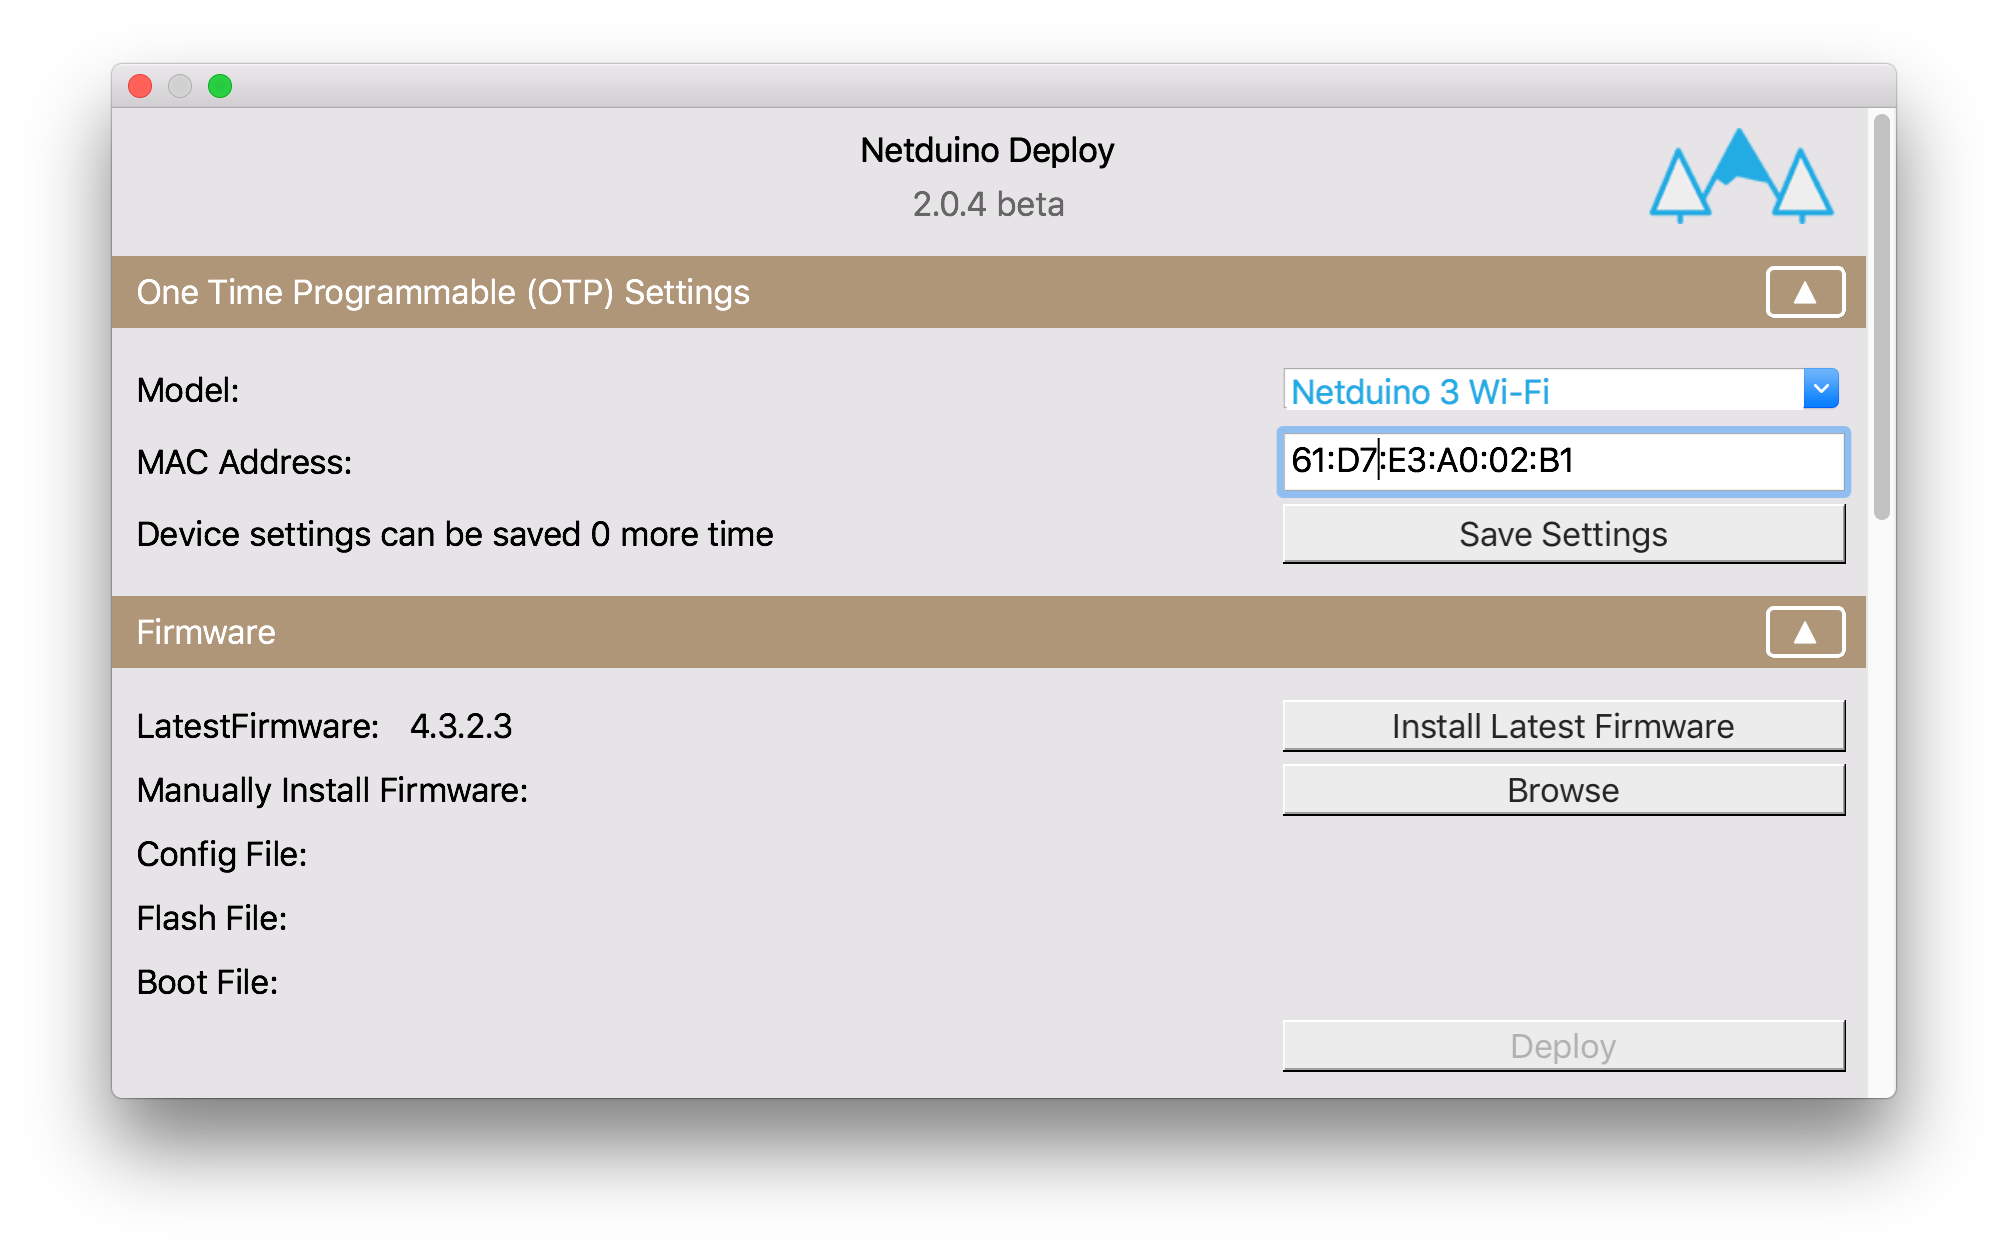 Netduino Deploy
2.0.4 beta
One Time Programmable (OTP) Settings
Model: Netduino 3 Wi-Fi
MAC Address: 61:D7:E3:A0:02:B1
Device settings can be saved 0 more time Save Settings
Firmware
LatestFirmware: 4.3.2.3 Install Latest Firmware
Manually Install Firmware: Browse
Config File:
Flash File:
Boot File:
Deploy